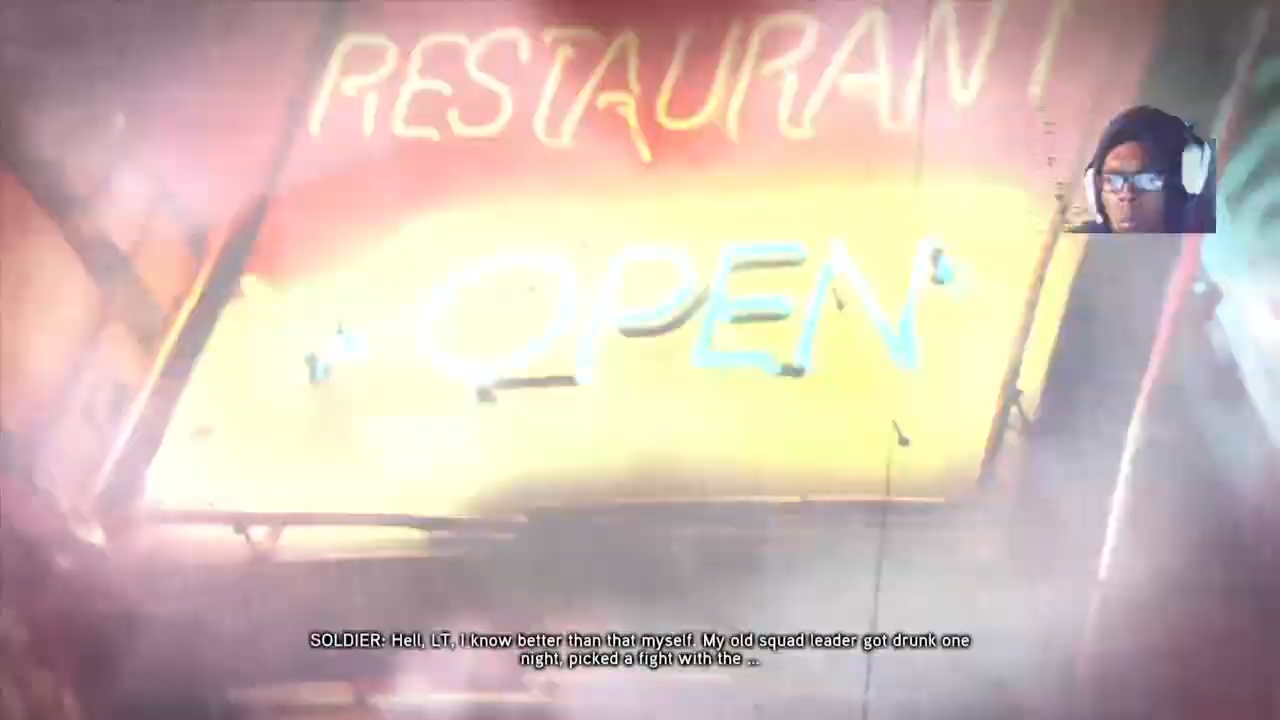 RESTAURANT
OPEN
SOLDIER: Hell, LT, I know better than that myself. My old squad leader got drunk one
night, picked a fight with the ...